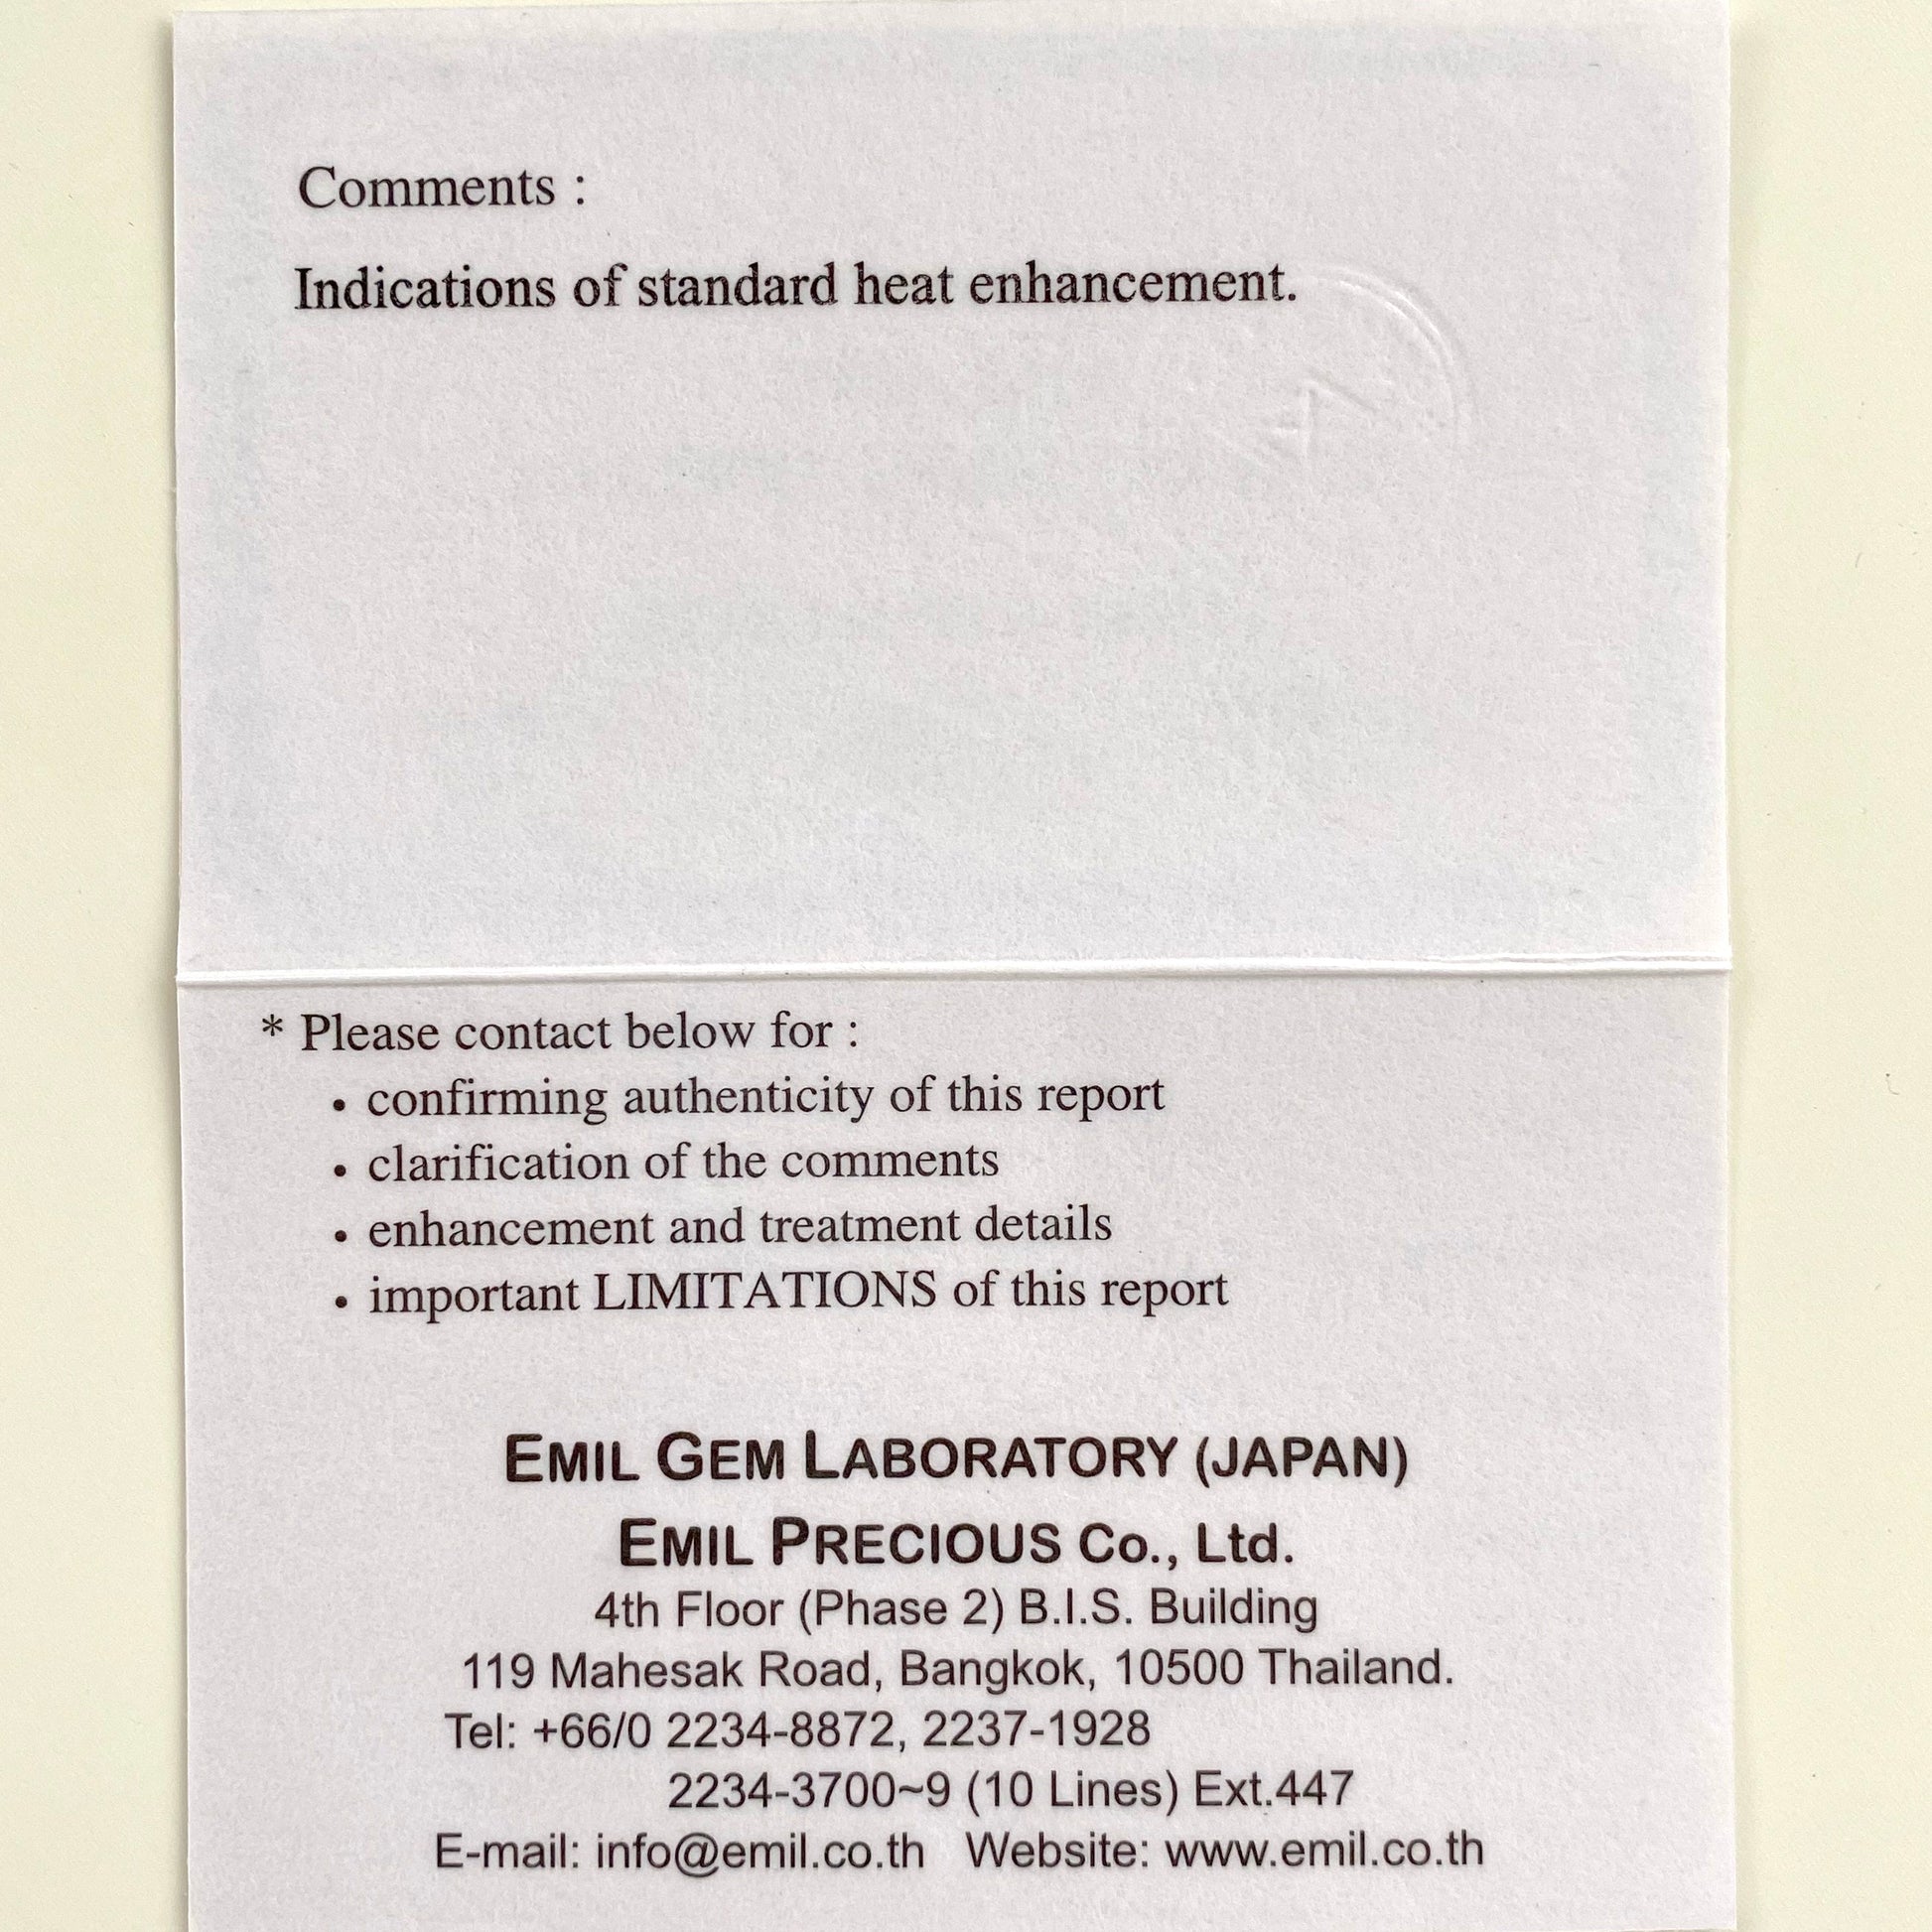 Comments :
Indications of standard heat enhancement.
* Please contact below for :
• confirming authenticity of this report
• clarification of the comments
• enhancement and treatment details
• important LIMITATIONS of this report
EMIL GEM LABORATORY (JAPAN)
EMIL PRECIOUS Co., Ltd.
4th Floor (Phase 2) B.I.S. Building
119 Mahesak Road, Bangkok, 10500 Thailand.
Tel: +66/0 2234-8872, 2237-1928
2234-3700~9 (10 Lines) Ext.447
E-mail: info@emil.co.th Website: www.emil.co.th